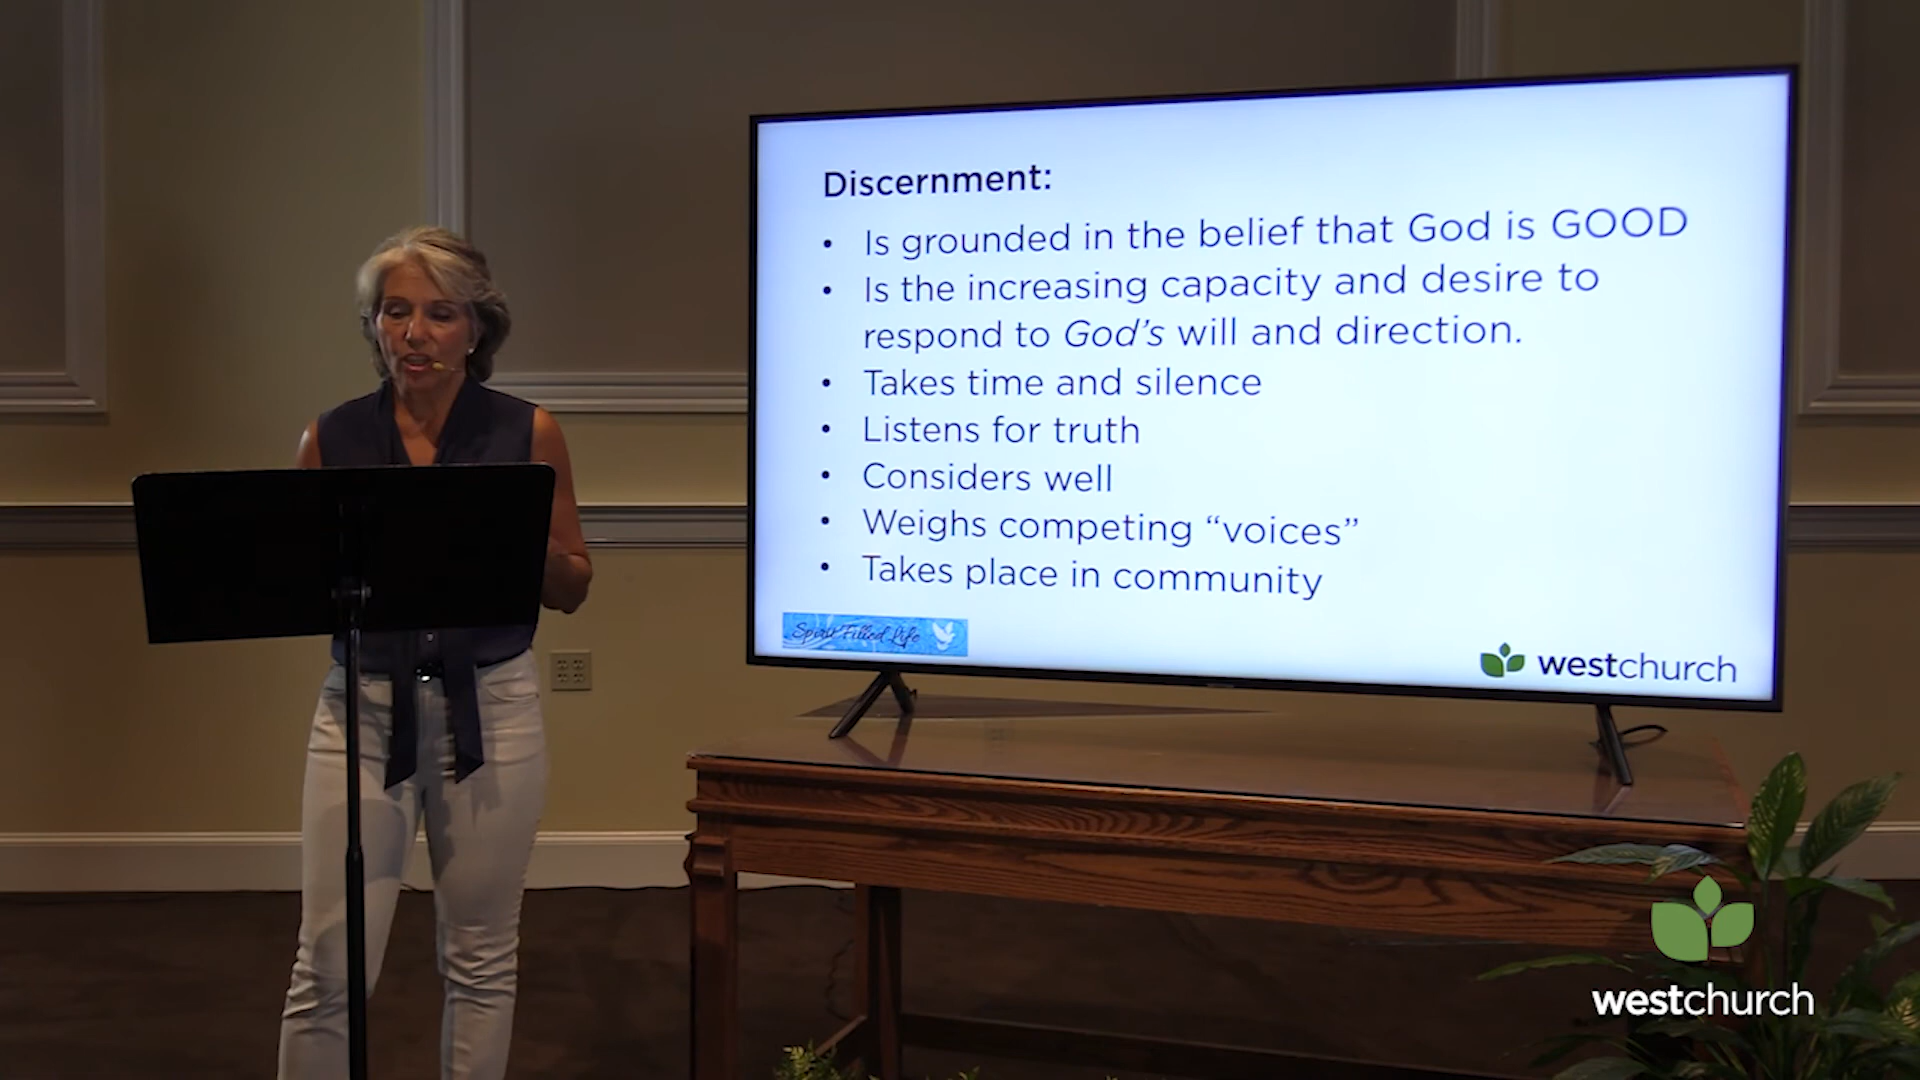 Discernment:
• Is grounded in the belief that God is GOOD
• Is the increasing capacity and desire to
respond to God's will and direction.
• Takes time and silence
• Listens for truth
• Considers well
• Weighs competing “voices”
• Takes place in community
Spirit Filled Life
westchurch
westchurch